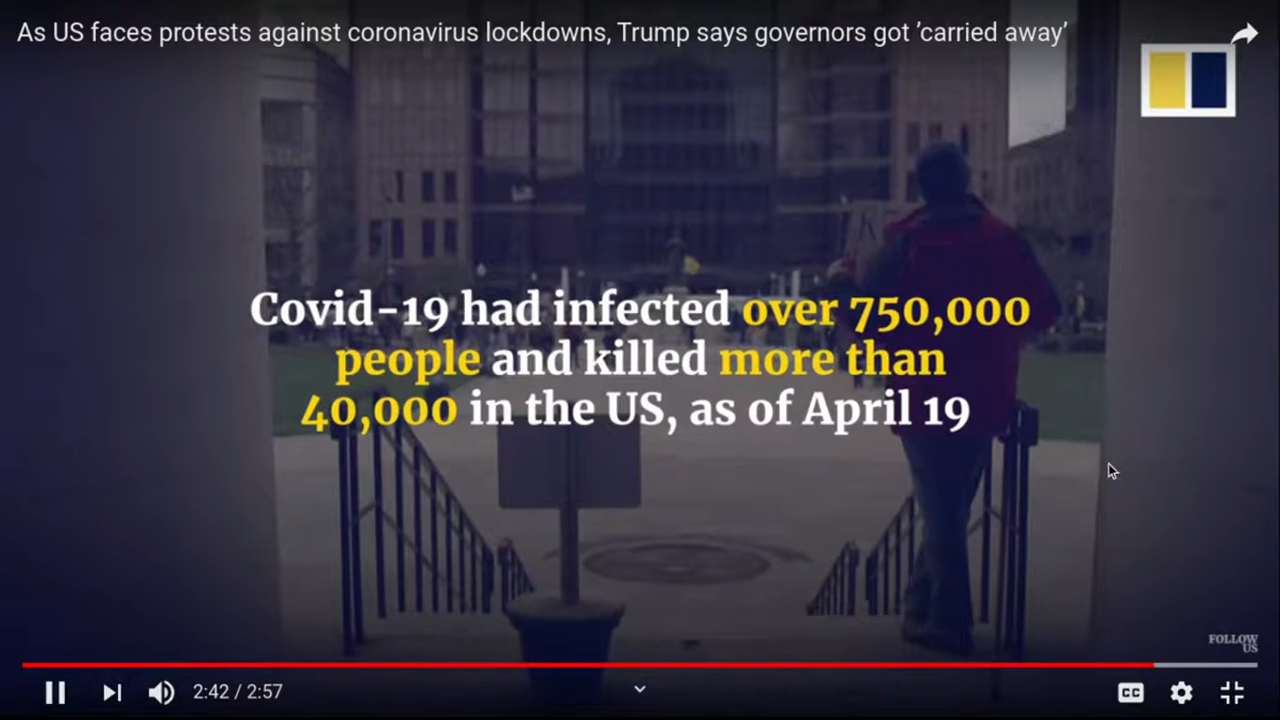 As US faces protests against coronavirus lockdowns, Trump says governors got 'carried away'
Covid-19 had infected over 750,000
people and killed more than
40,000 in the US, as of April 19
FOLLOW
US
2:42 / 2:57
CC